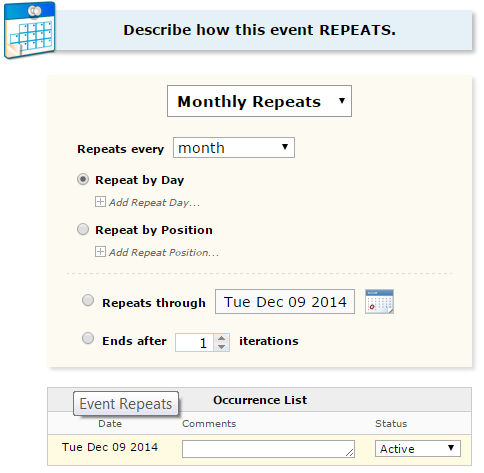 Describe how this event REPEATS.
Monthly Repeats
Repeats every month
Repeat by Day
Add Repeat Day...
Repeat by Position
Add Repeat Position...
Repeats through Tue Dec 09 2014
Ends after 1 iterations
Occurrence List
Event Repeats
Date Comments Status
Tue Dec 09 2014 Active